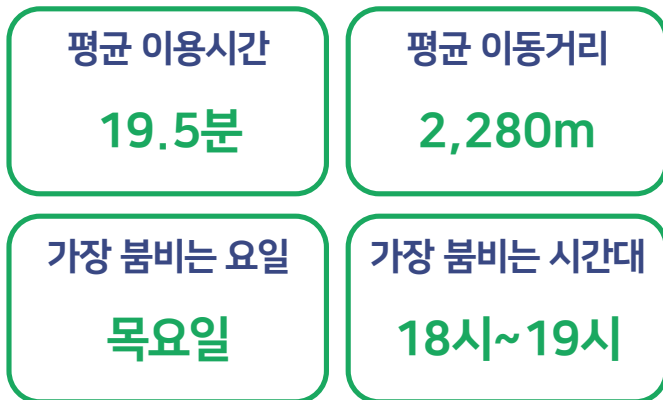 평균 이용시간
19.5분
평균 이동거리
2,280m
가장 붐비는 요일
목요일
가장 붐비는 시간대
18시~19시